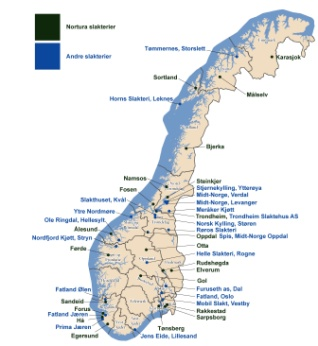 Nortura slakterier
Andre slakterier
Tømmernes, Storslett
Karasjok
Sortland
Målselv
Horns Slakteri, Leknes
Bjerka
Namsos
Fosen
Slakthuset, Kvål
Ytre Nordmøre
Ole Ringdal, Hellesylt
Ålesund
Nordfjord Kjøtt, Stryn
Førde
Steinkjer
Stjernekylling, Ytterøya
Midt-Norge, Verdal
Midt-Norge, Levanger
Meråker Kjøtt
Trondheim, Trondheim Slaktehus AS
Norsk Kylling, Støren
Røros Slakteri
Oppdal Spis, Midt-Norge Oppdal
Otta
Helle Slakteri, Rogne
Rudshøgda
Elverum
Gol
Furuseth as, Dal
Fatland, Oslo
Mobil Slakt, Vestby
Rakkestad
Sarpsborg
Tønsberg
Fatland Ølen
Sandeid
Forus
Fatland Jæren
Hå
Prima Jæren
Egersund
Jens Eide, Lillesand